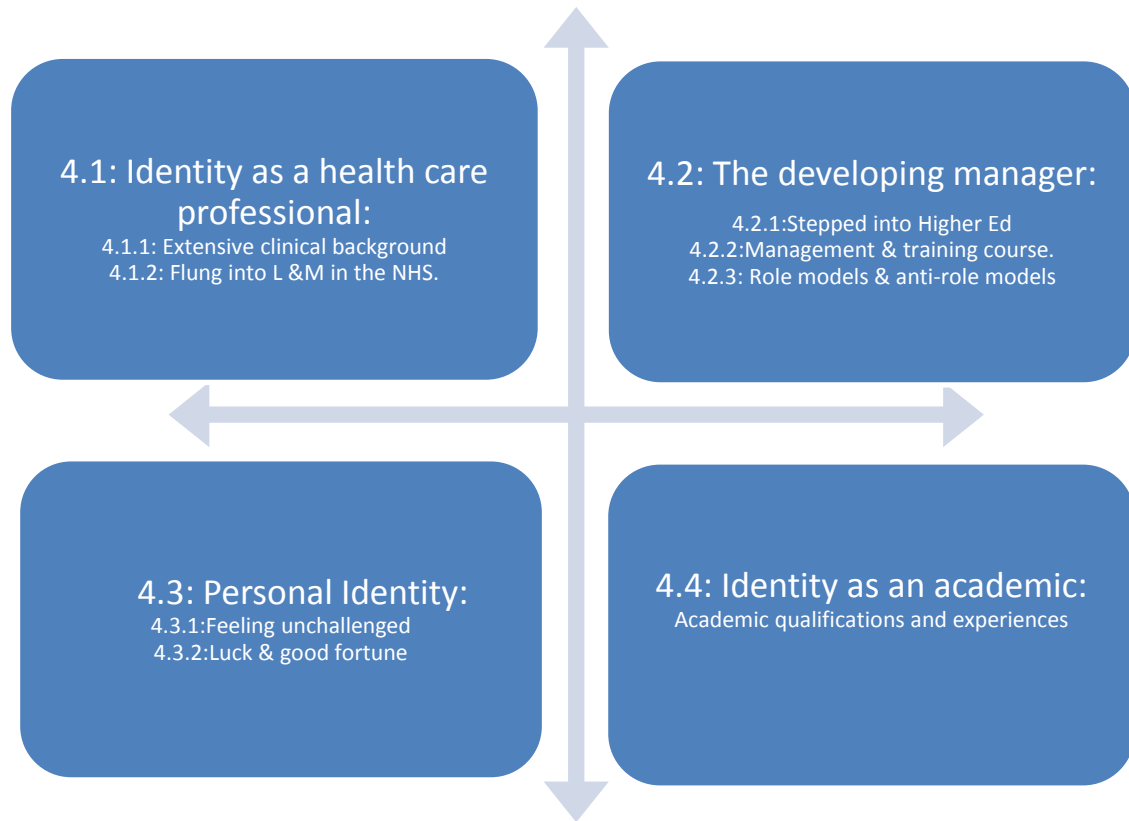 4.1: Identity as a health care
professional:
4.1.1: Extensive clinical background
4.1.2: Flung into L &M in the NHS.
4.2: The developing manager:
4.2.1:Stepped into Higher Ed
4.2.2:Management & training course.
4.2.3: Role models & anti-role models
4.3: Personal Identity:
4.3.1:Feeling unchallenged
4.3.2:Luck & good fortune
4.4: Identity as an academic:
Academic qualifications and experiences